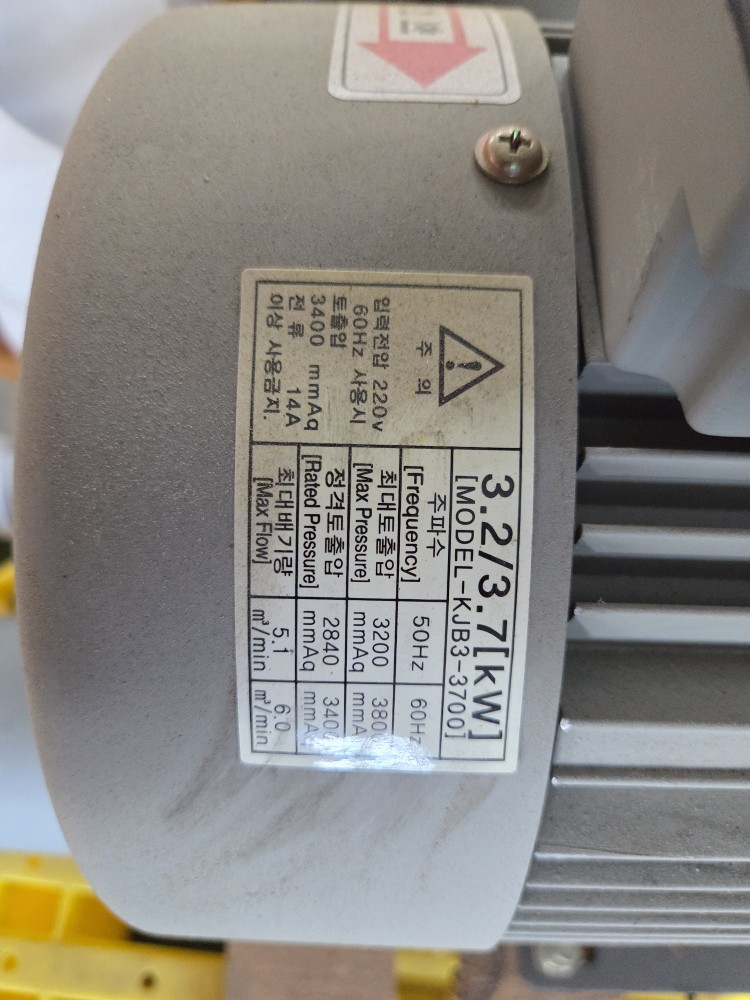 3.2/3.7[kW]
[MODEL-KJB3-3700]
주 의
입력전압 220v
60Hz 사용시
토출압
3400 mmAq
전 류 14A
이상 사용금지.
주파수
[Frequency] 50Hz 60Hz
최대토출압
[Max Pressure] 3200 mmAq
정격토출압
[Rated Pressure] 2840 mmAq 3400
최대배기량
[Max Flow] 5.1 m³/min 6.0 m³/min